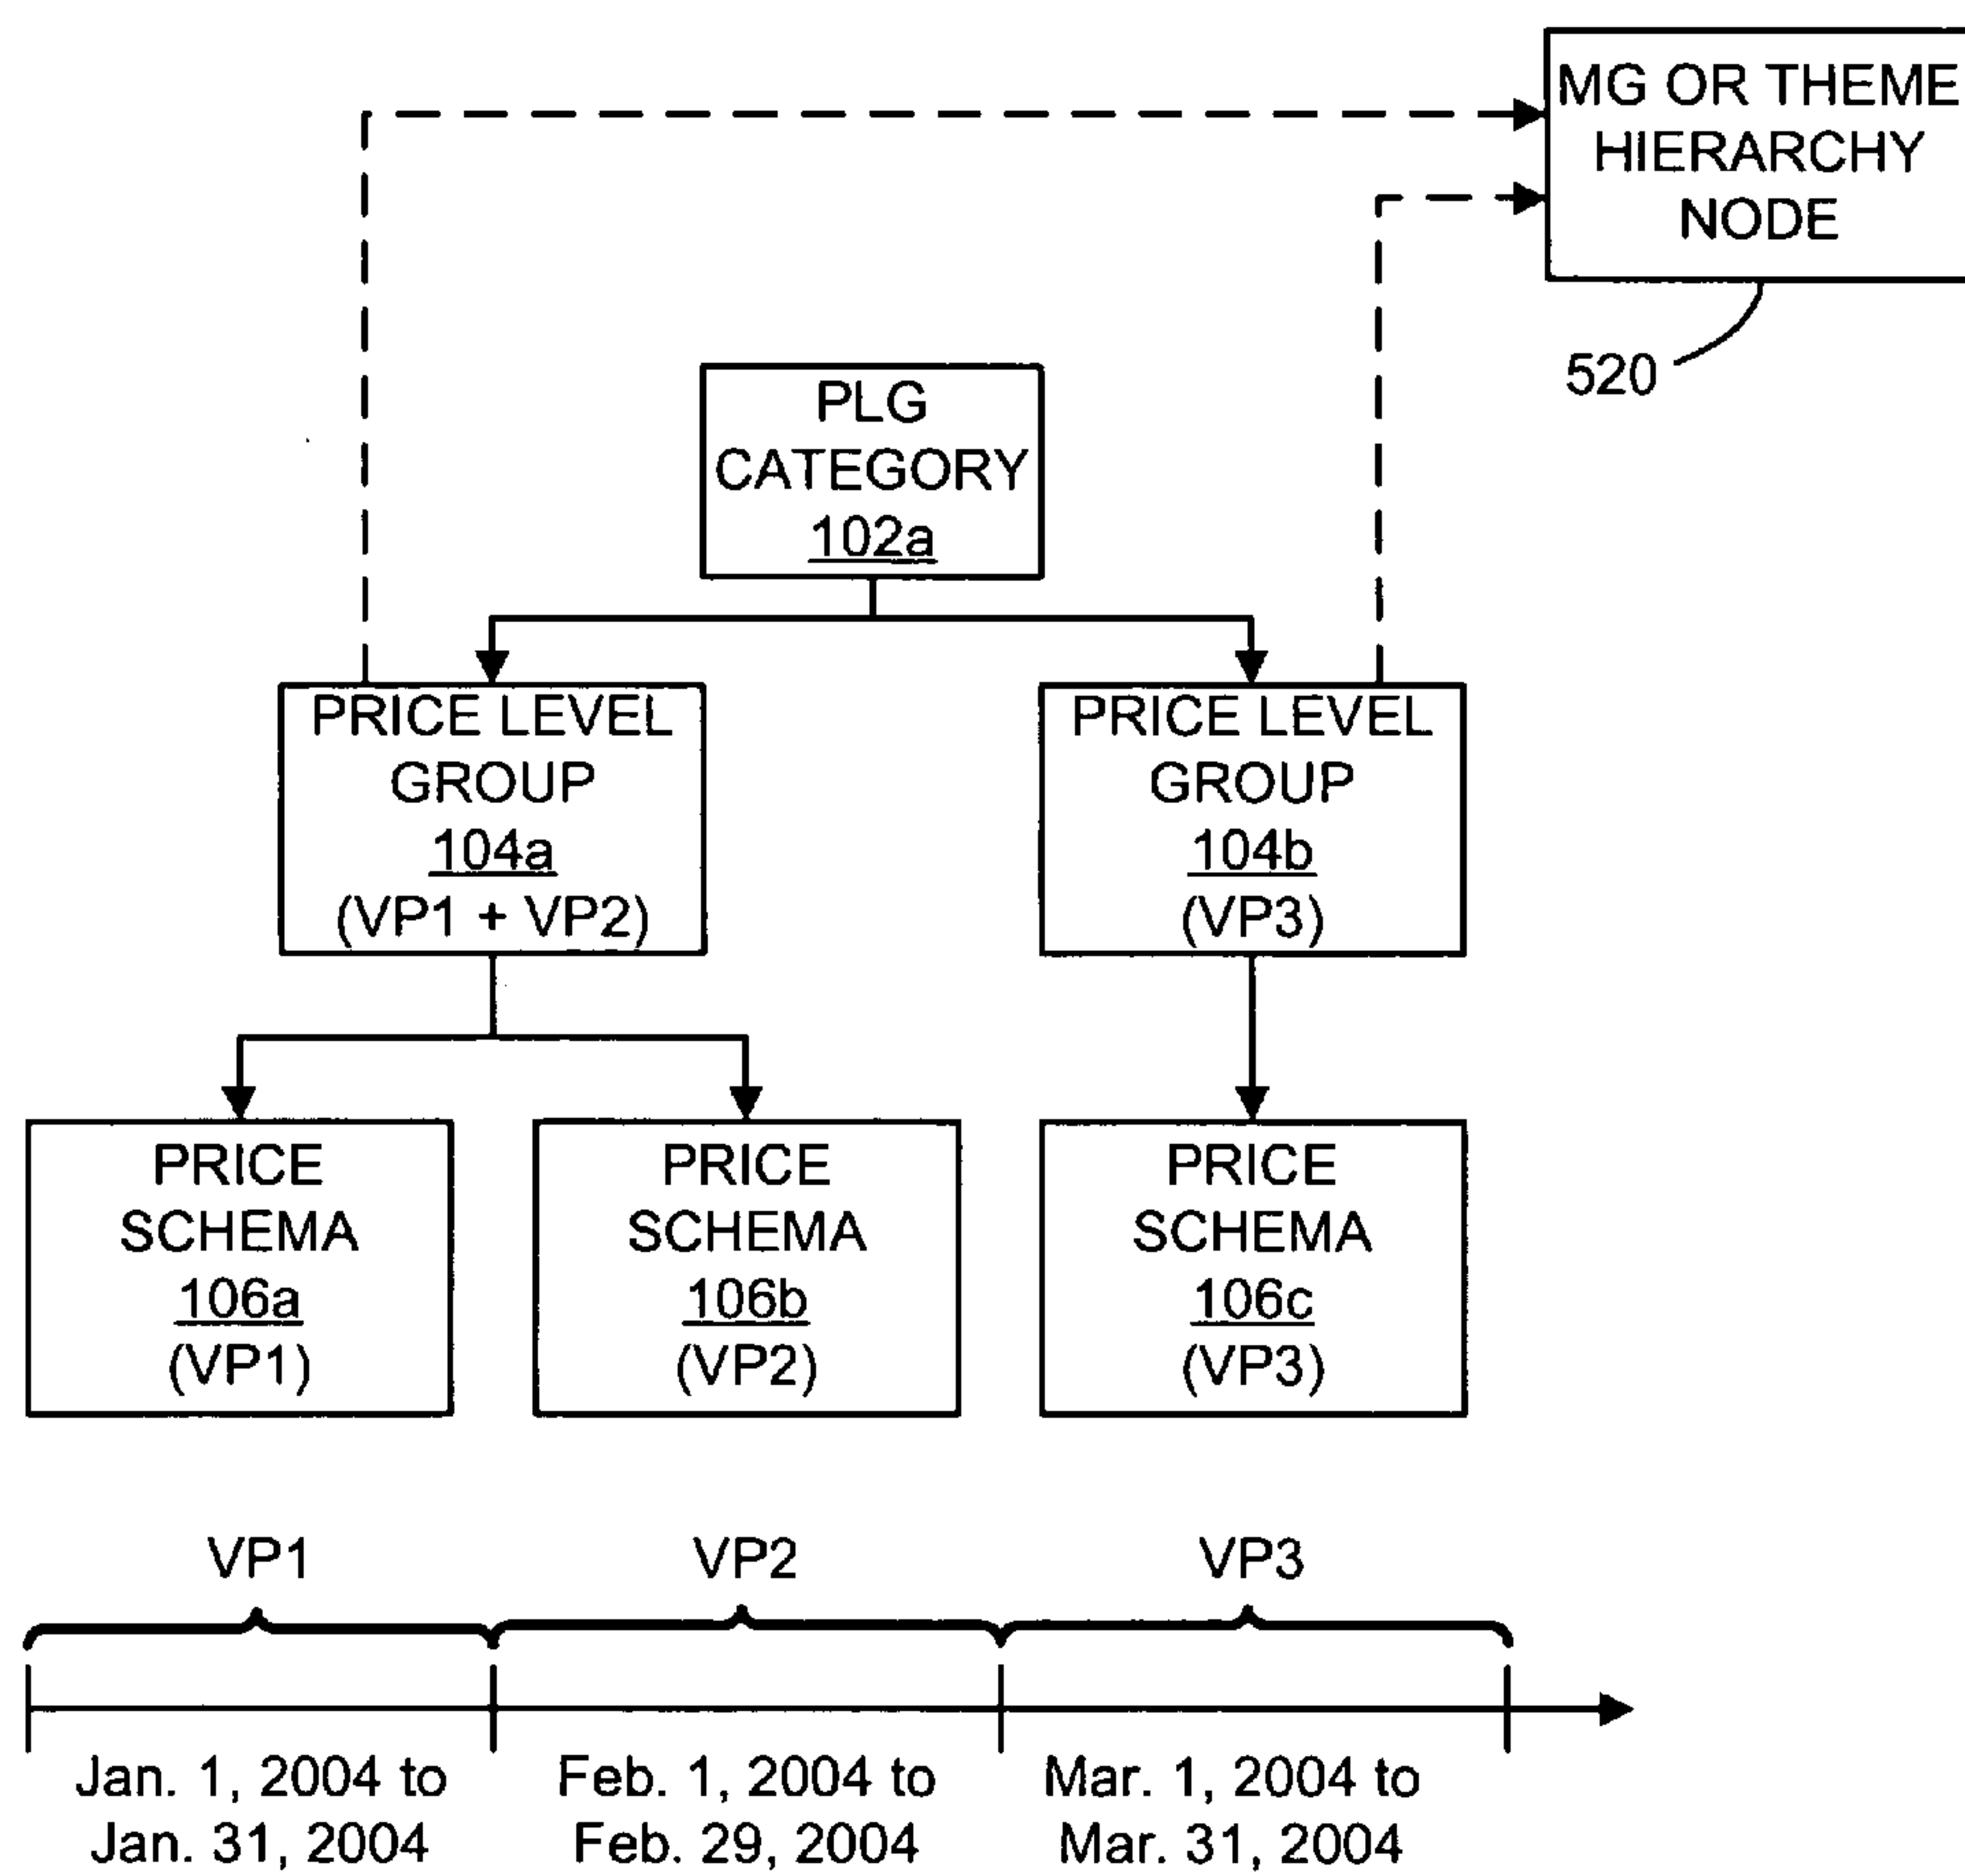 MG OR THEME
HIERARCHY
NODE
520
PLG
CATEGORY
102a
PRICE LEVEL
GROUP
104a
(VP1 + VP2)
PRICE LEVEL
GROUP
104b
(VP3)
PRICE
SCHEMA
106a
(VP1)
PRICE
SCHEMA
106b
(VP2)
PRICE
SCHEMA
106c
(VP3)
VP1
VP2
VP3
Jan. 1, 2004 to
Jan. 31, 2004
Feb. 1, 2004 to
Feb. 29, 2004
Mar. 1, 2004 to
Mar. 31, 2004